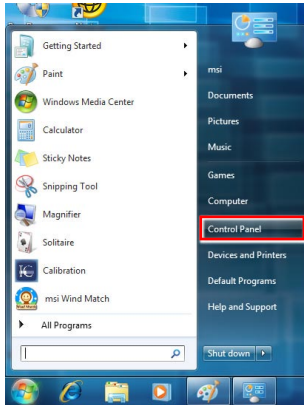 Getting Started
Paint
Windows Media Center
Calculator
Sticky Notes
Snipping Tool
Magnifier
Solitaire
Calibration
msi Wind Match
All Programs
msi
Documents
Pictures
Music
Games
Computer
Control Panel
Devices and Printers
Default Programs
Help and Support
Shut down